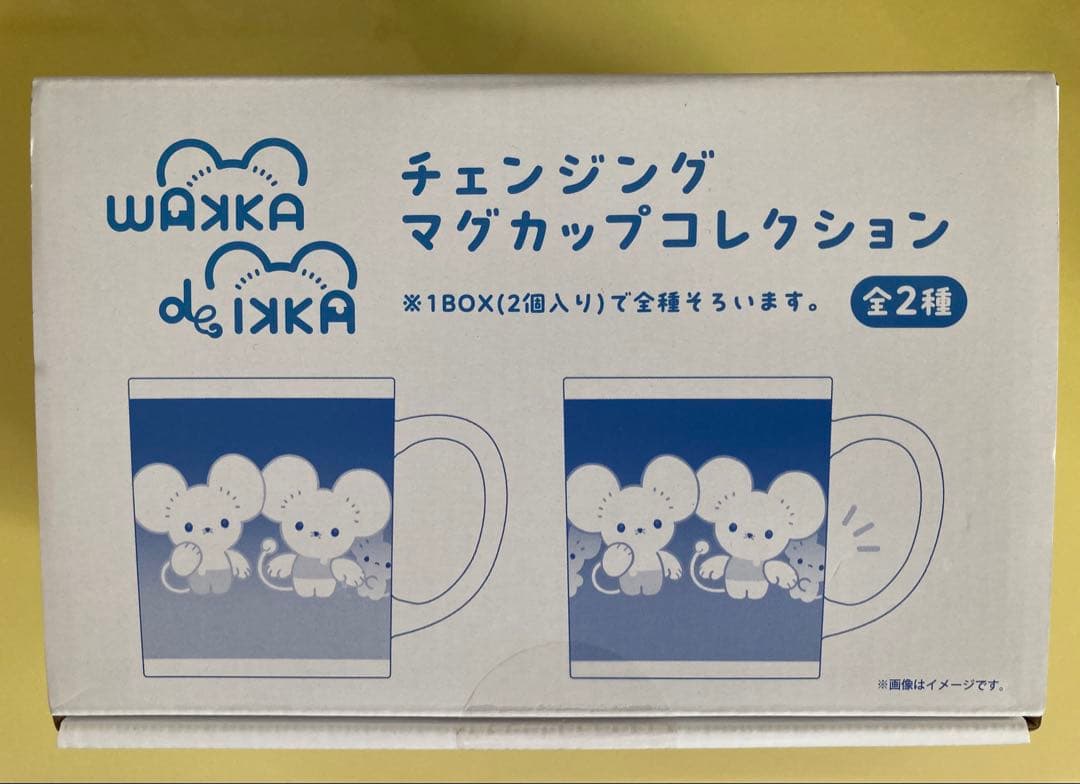 WAKKA
de IKKA
チェンジング
マグカップコレクション
※1BOX(2個入り)で全種そろいます。
全2種
※画像はイメージです。